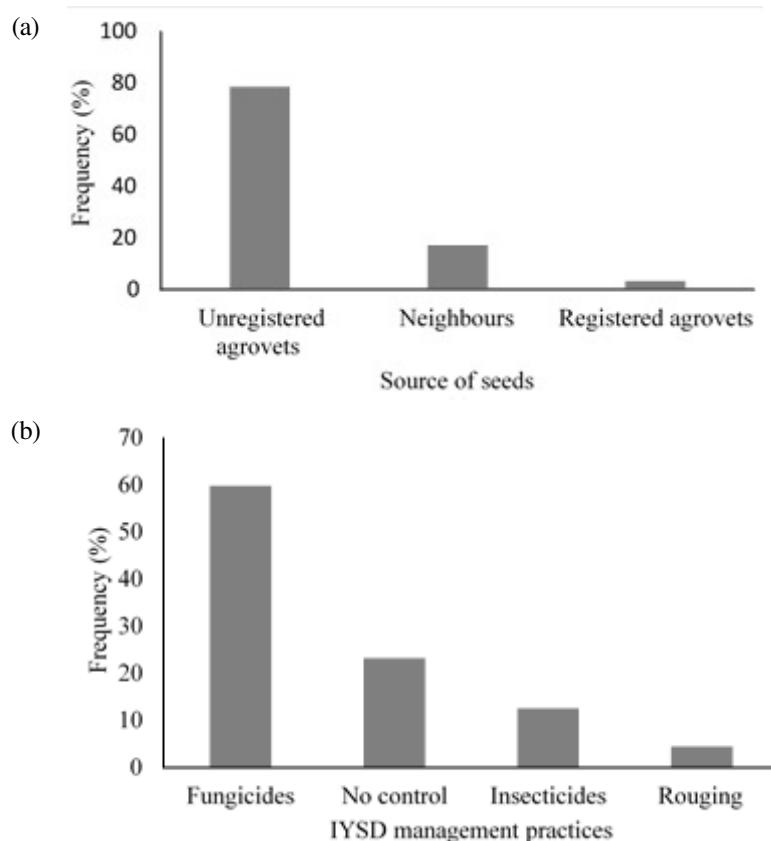 (a)
Frequency (%)
100
80
60
40
20
0
Unregistered agrovets
Neighbours
Registered agrovets
Source of seeds
(b)
Frequency (%)
70
60
50
40
30
20
10
0
Fungicides
No control
Insecticides
Rouging
IYSD management practices